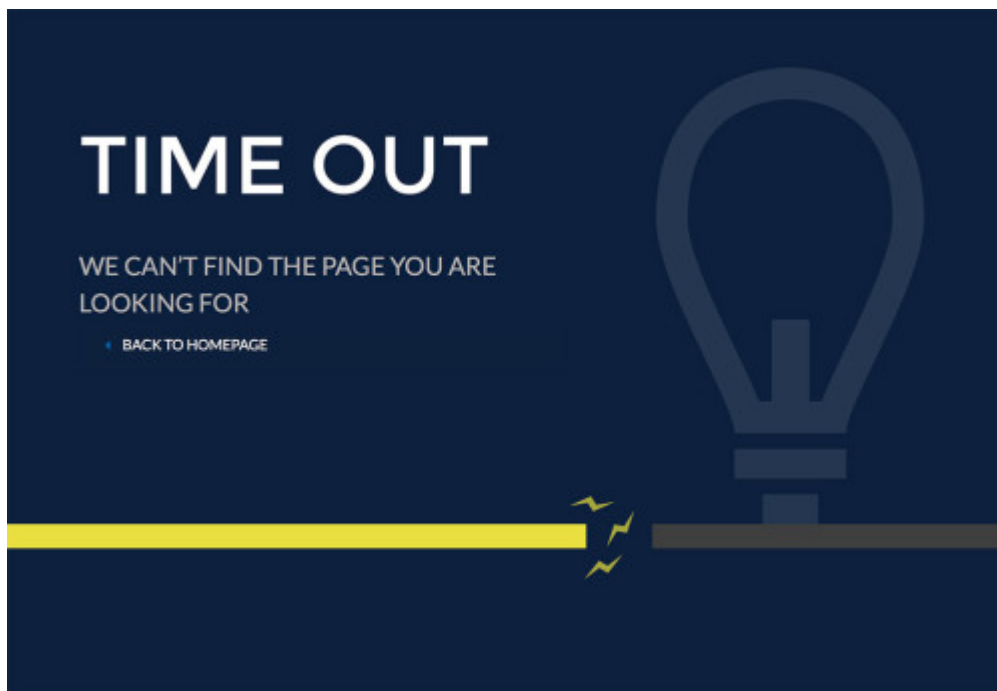 TIME OUT
WE CAN'T FIND THE PAGE YOU ARE
LOOKING FOR
BACK TO HOMEPAGE